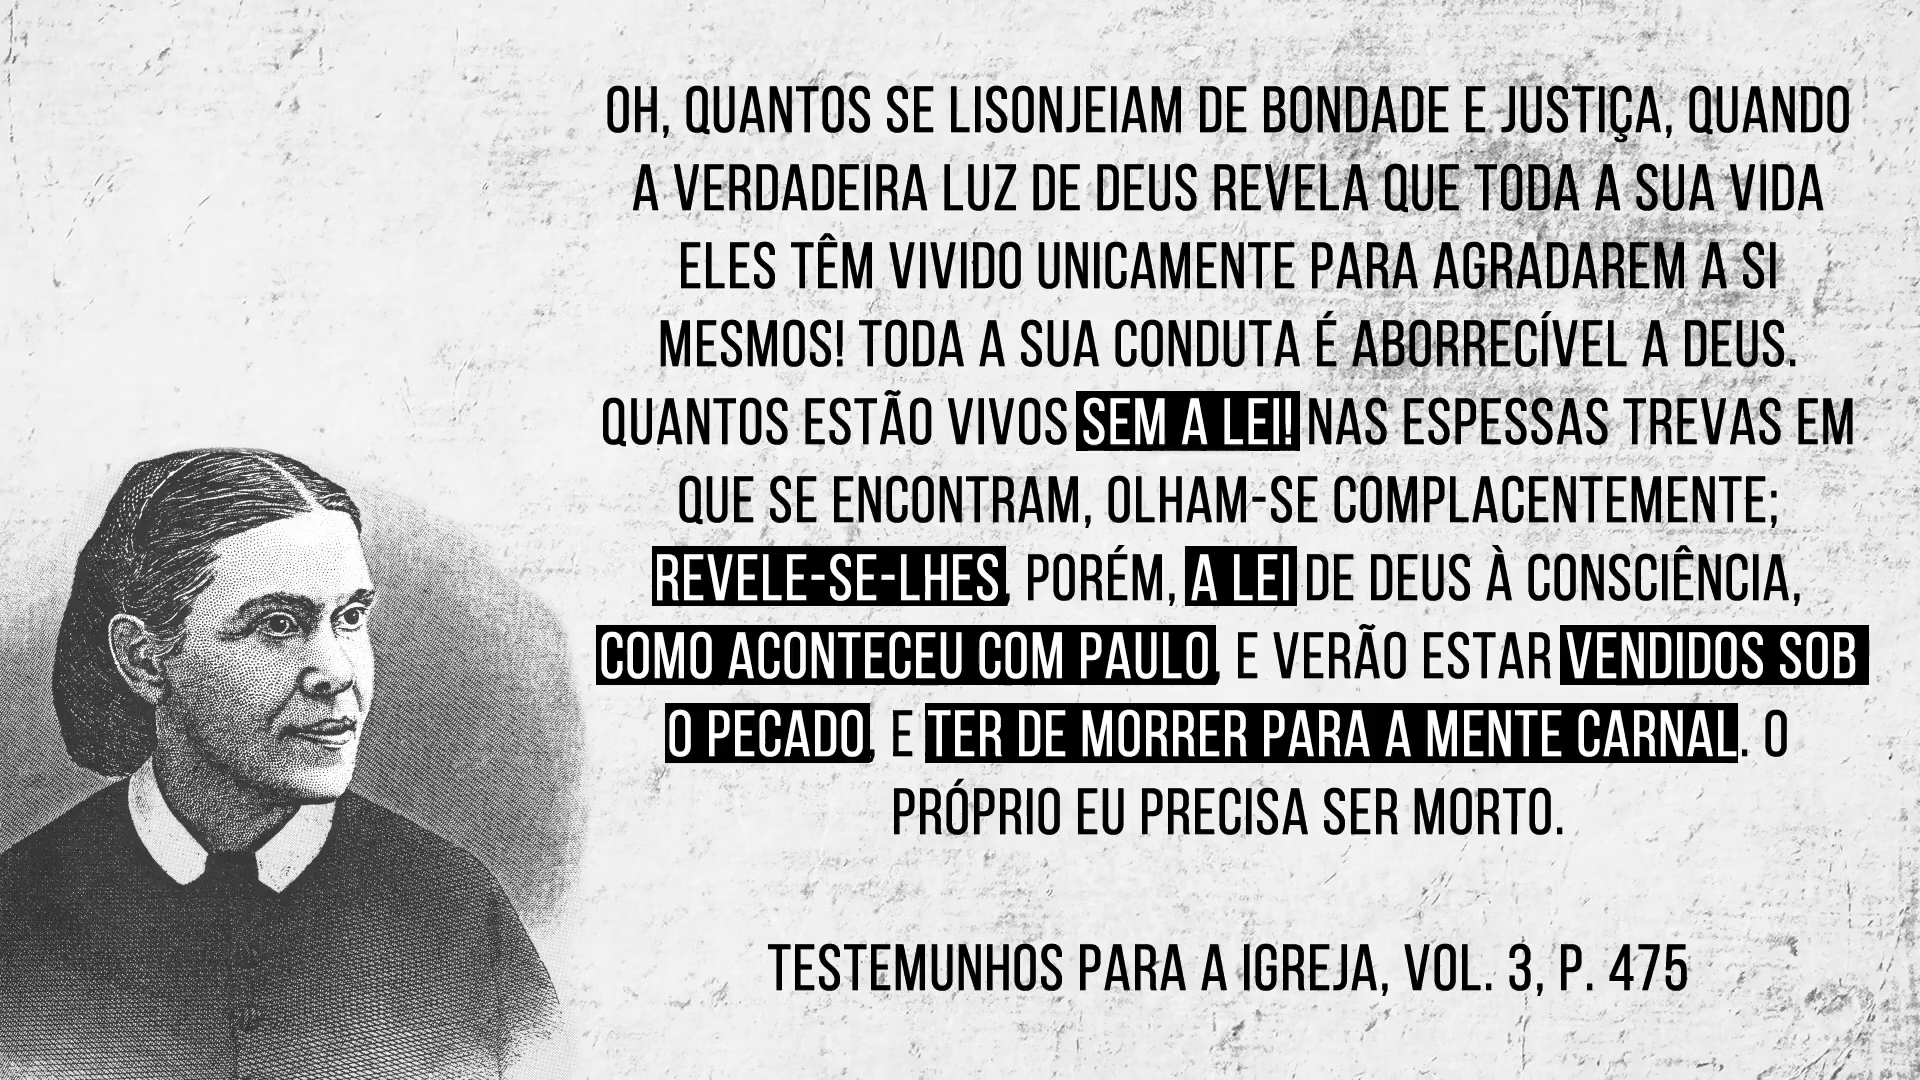 OH, QUANTOS SE LISONJEIAM DE BONDADE E JUSTIÇA, QUANDO
A VERDADEIRA LUZ DE DEUS REVELA QUE TODA A SUA VIDA
ELES TÊM VIVIDO UNICAMENTE PARA AGRADAREM A SI
MESMOS! TODA A SUA CONDUTA É ABORRECÍVEL A DEUS.
QUANTOS ESTÃO VIVOS SEM A LEI! NAS ESPESSAS TREVAS EM
QUE SE ENCONTRAM, OLHAM-SE COMPLACENTEMENTE;
REVELE-SE-LHES, PORÉM, A LEI DE DEUS À CONSCIÊNCIA,
COMO ACONTECEU COM PAULO, E VERÃO ESTAR VENDIDOS SOB
O PECADO, E TER DE MORRER PARA A MENTE CARNAL. O
PRÓPRIO EU PRECISA SER MORTO.
TESTEMUNHOS PARA A IGREJA, VOL. 3, P. 475